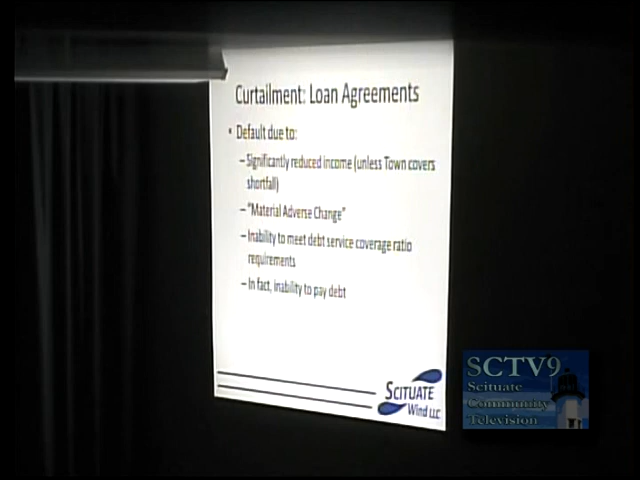 Curtailment: Loan Agreements
• Default due to:
– Significantly reduced income (unless Town covers
shortfall)
– "Material Adverse Change"
– Inability to meet debt service coverage ratio
requirements
– In fact, inability to pay debt
SCITUATE
Wind LLC
SCTV9
Scituate
Community
Television